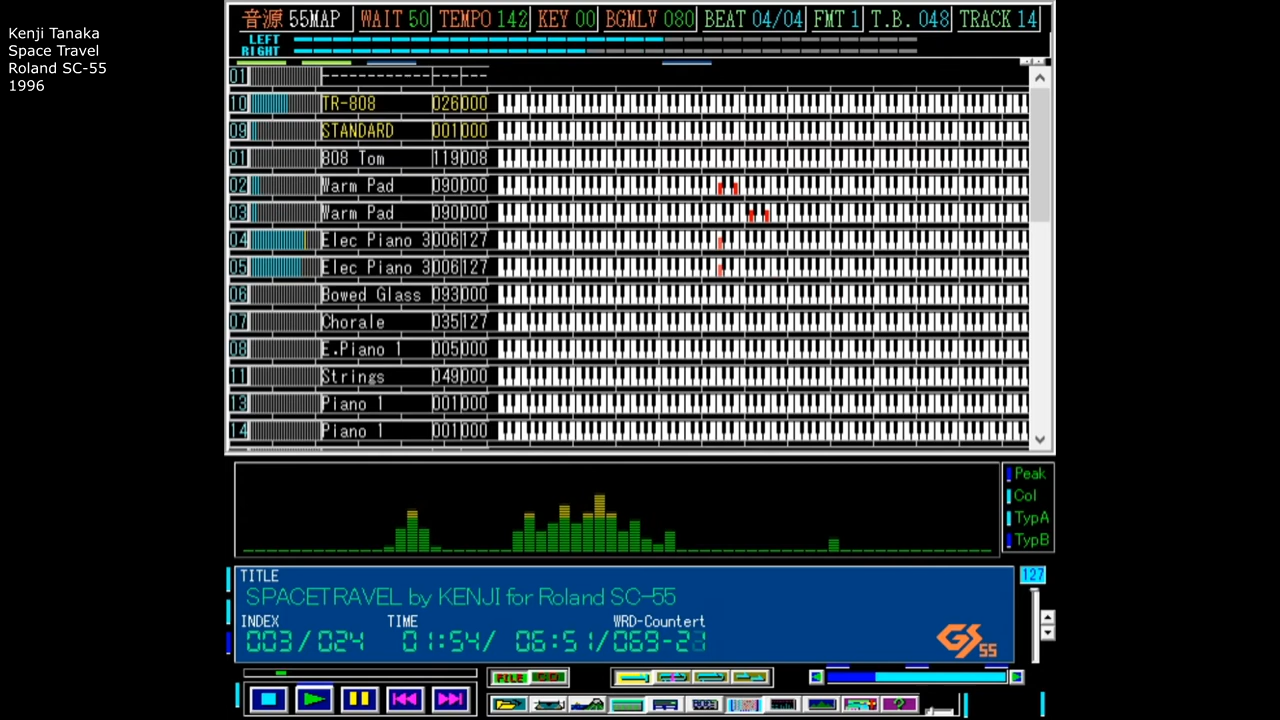 Kenji Tanaka
Space Travel
Roland SC-55
1996
音源 55MAP WAIT 50 TEMPO 142 KEY 00 BGMLV 080 BEAT 04/04 FMT 1 T.B. 048 TRACK 14
LEFT
RIGHT
01
10 TR-808 026 000
09 STANDARD 001 000
01 808 Tom 119 008
02 Warm Pad 090 000
03 Warm Pad 090 000
04 Elec Piano 3 006 127
05 Elec Piano 3 006 127
06 Bowed Glass 093 000
07 Chorale 035 127
08 E.Piano 1 005 000
11 Strings 049 000
13 Piano 1 001 000
14 Piano 1 001 000
Peak
Col
TypA
TypB
TITLE
127
SPACETRAVEL by KENJI for Roland SC-55
INDEX TIME WRD-Countert
003/024 01:54/ 06:51/069-21
GS 55
FILE
?